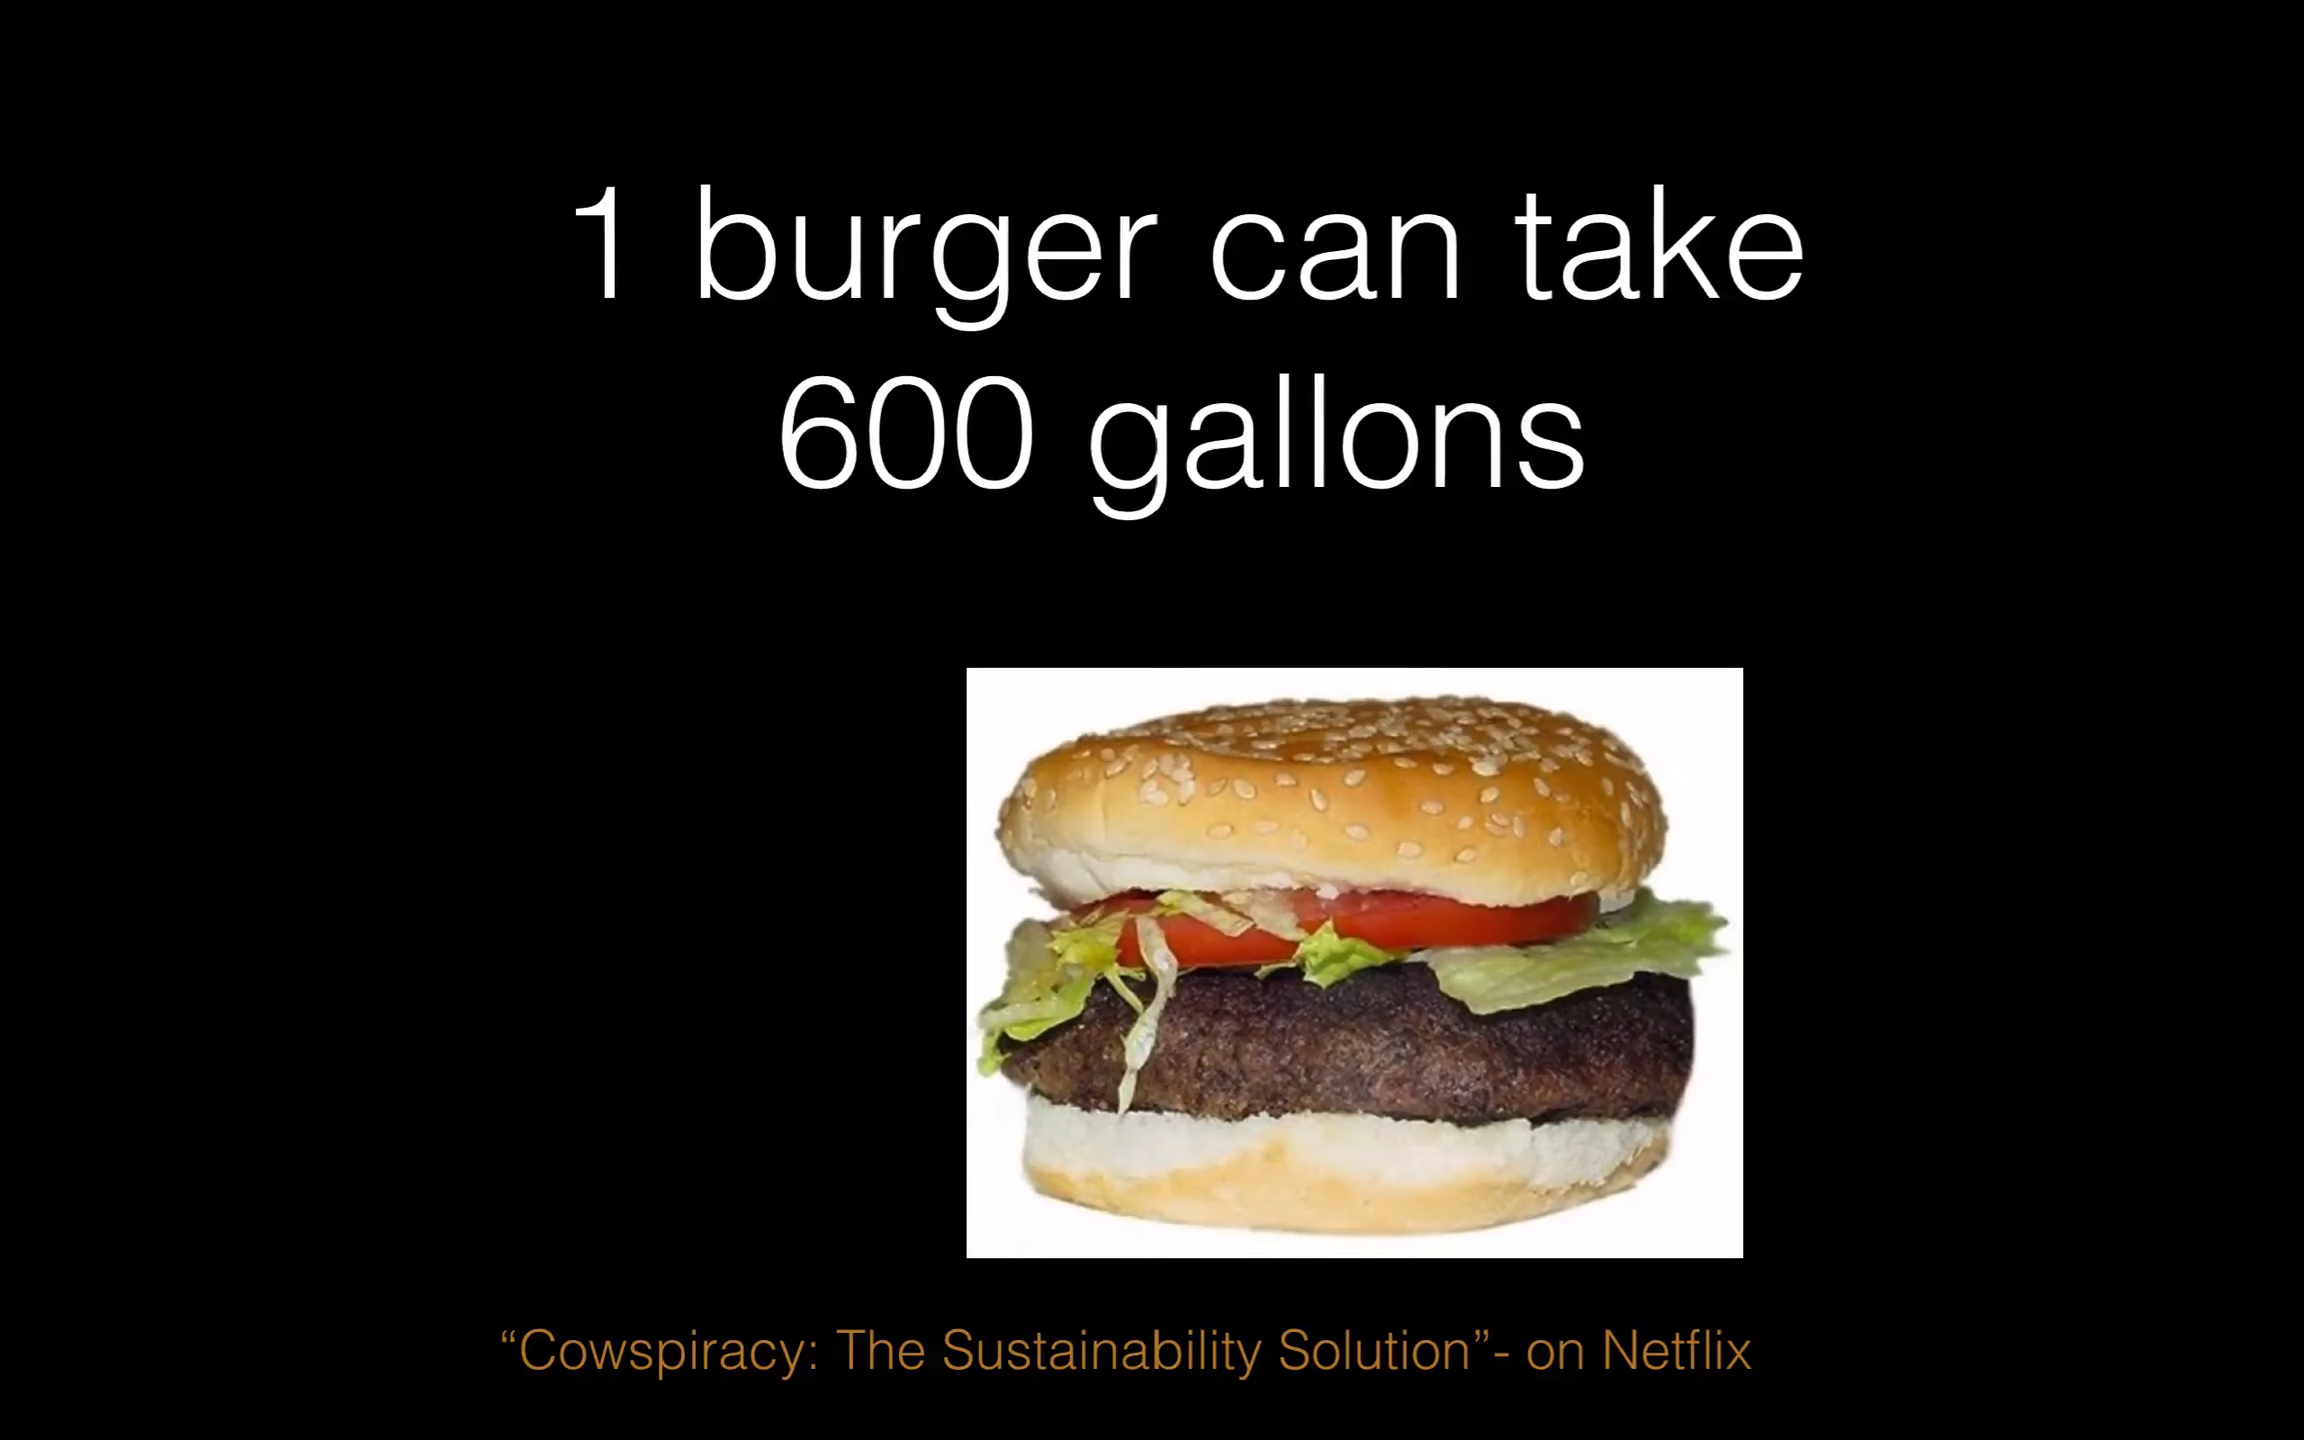 1 burger can take
600 gallons
“Cowspiracy: The Sustainability Solution”- on Netflix